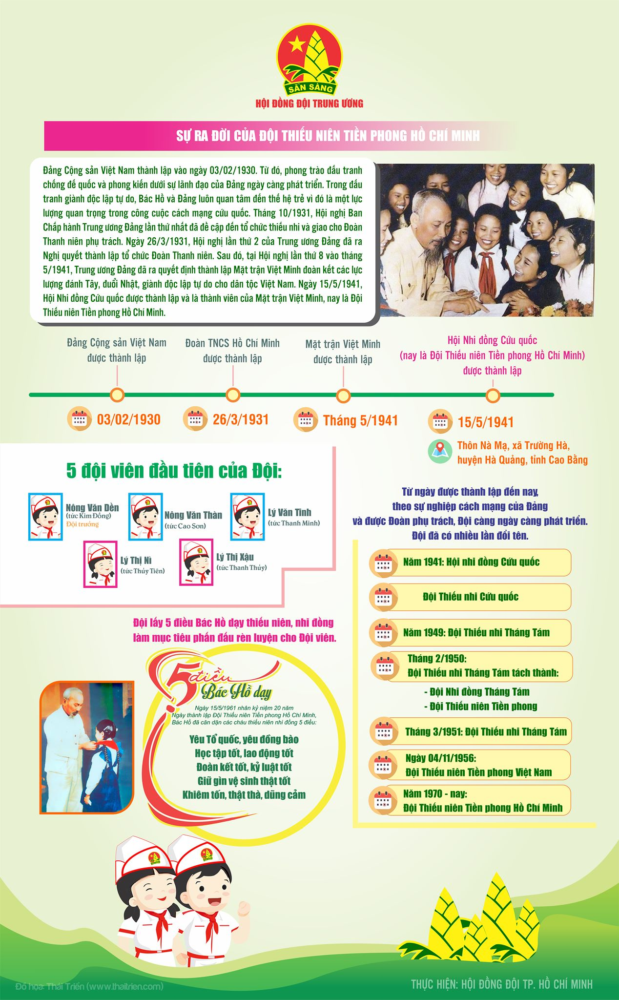 SẴN SÀNG
HỘI ĐỒNG ĐỘI TRUNG ƯƠNG
SỰ RA ĐỜI CỦA ĐỘI THIẾU NIÊN TIỀN PHONG HỒ CHÍ MINH
Đảng Cộng sản Việt Nam thành lập vào ngày 03/02/1930. Từ đó, phong trào đấu tranh
chống đế quốc và phong kiến dưới sự lãnh đạo của Đảng ngày càng phát triển. Trong đấu
tranh giành độc lập tự do, Bác Hồ và Đảng luôn quan tâm đến thế hệ trẻ vì đó là một lực
lượng quan trọng trong công cuộc cách mạng cứu quốc. Tháng 10/1931, Hội nghị Ban
Chấp hành Trung ương Đảng lần thứ nhất đã đề cập đến tổ chức thiếu nhi và giao cho Đoàn
Thanh niên phụ trách. Ngày 26/3/1931, Hội nghị lần thứ 2 của Trung ương Đảng đã ra
Nghị quyết thành lập tổ chức Đoàn Thanh niên. Sau đó, tại Hội nghị lần thứ 8 vào tháng
5/1941, Trung ương Đảng đã ra quyết định thành lập Mặt trận Việt Minh đoàn kết các lực
lượng đánh Tây, đuổi Nhật, giành độc lập tự do cho dân tộc Việt Nam. Ngày 15/5/1941,
Hội Nhi đồng Cứu quốc được thành lập và là thành viên của Mặt trận Việt Minh, nay là Đội
Thiếu niên Tiền phong Hồ Chí Minh.
Đảng Cộng sản Việt Nam
được thành lập
03/02/1930
Đoàn TNCS Hồ Chí Minh
được thành lập
26/3/1931
Mặt trận Việt Minh
được thành lập
Tháng 5/1941
Hội Nhi đồng Cứu quốc
(nay là Đội Thiếu niên Tiền phong Hồ Chí Minh)
được thành lập
15/5/1941
Thôn Nà Mạ, xã Trường Hà,
huyện Hà Quảng, tỉnh Cao Bằng
5 đội viên đầu tiên của Đội:
Nông Văn Dền
(tức Kim Đồng)
Đội trưởng
Nông Văn Thàn
(tức Cao Sơn)
Lý Văn Tinh
(tức Thanh Minh)
Lý Thị Nì
(tức Thủy Tiên)
Lý Thị Xậu
(tức Thanh Thủy)
Từ ngày được thành lập đến nay,
theo sự nghiệp cách mạng của Đảng
và được Đoàn phụ trách, Đội càng ngày càng phát triển.
Đội đã có nhiều lần đổi tên.
Năm 1941: Hội nhi đồng Cứu quốc
Đội Thiếu nhi Cứu quốc
Năm 1949: Đội Thiếu nhi Tháng Tám
Tháng 2/1950:
Đội Thiếu nhi Tháng Tám tách thành:
- Đội Nhi đồng Tháng Tám
- Đội Thiếu niên Tiền phong
Tháng 3/1951: Đội Thiếu nhi Tháng Tám
Ngày 04/11/1956:
Đội Thiếu niên Tiền phong Việt Nam
Năm 1970 - nay:
Đội Thiếu niên Tiền phong Hồ Chí Minh
Đội lấy 5 điều Bác Hồ dạy thiếu niên, nhi đồng
làm mục tiêu phấn đấu rèn luyện cho Đội viên.
5 điều
Bác Hồ dạy
Ngày 15/5/1961 nhân kỷ niệm 20 năm
Ngày thành lập Đội Thiếu niên Tiền phong Hồ Chí Minh,
Bác Hồ đã căn dặn các cháu thiếu niên nhi đồng 5 điều:
Yêu Tổ quốc, yêu đồng bào
Học tập tốt, lao động tốt
Đoàn kết tốt, kỷ luật tốt
Giữ gìn vệ sinh thật tốt
Khiêm tốn, thật thà, dũng cảm
SẴN SÀNG
SẴN SÀNG
Đồ họa: Thái Triển (www.thaitrien.com)
THỰC HIỆN: HỘI ĐỒNG ĐỘI TP. HỒ CHÍ MINH